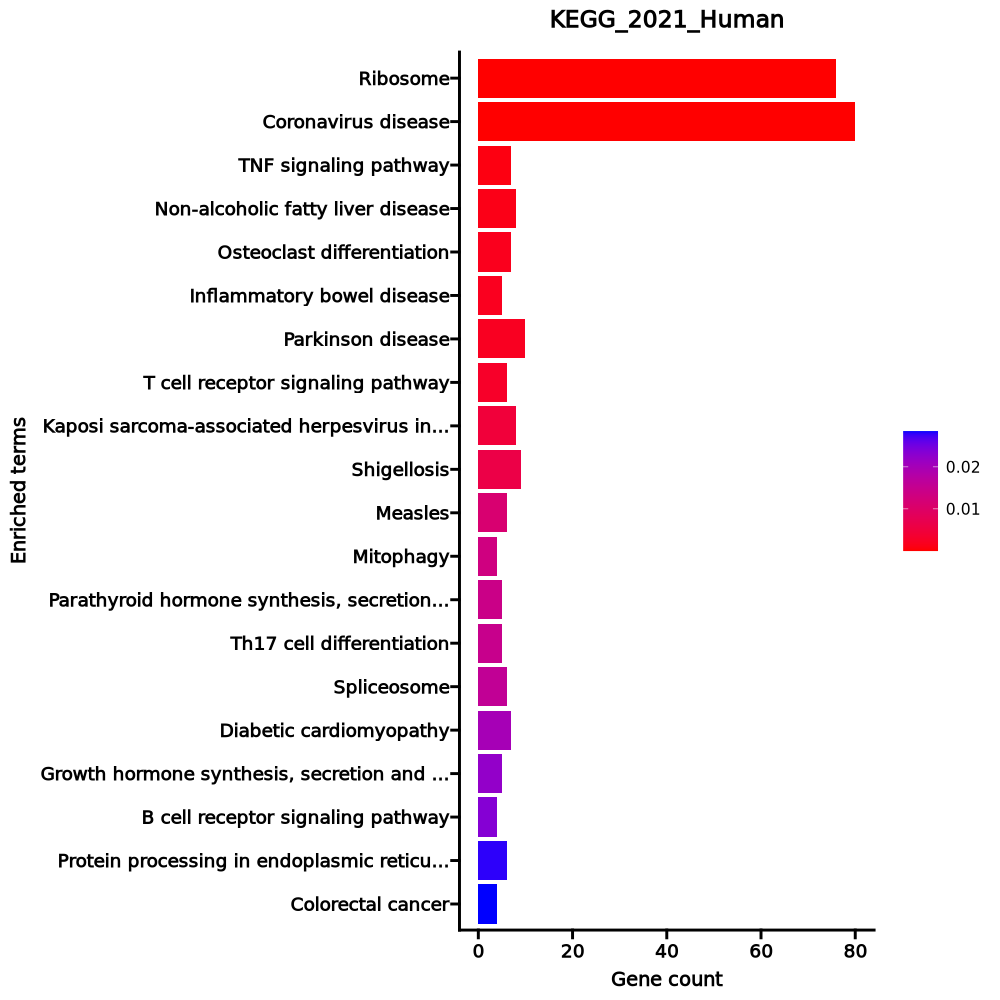 KEGG_2021_Human
Ribosome
Coronavirus disease
TNF signaling pathway
Non-alcoholic fatty liver disease
Osteoclast differentiation
Inflammatory bowel disease
Parkinson disease
T cell receptor signaling pathway
Kaposi sarcoma-associated herpesvirus in...
Shigellosis
Measles
Mitophagy
Parathyroid hormone synthesis, secretion...
Th17 cell differentiation
Spliceosome
Diabetic cardiomyopathy
Growth hormone synthesis, secretion and ...
B cell receptor signaling pathway
Protein processing in endoplasmic reticu...
Colorectal cancer
Enriched terms
0 20 40 60 80
Gene count
0.02
0.01